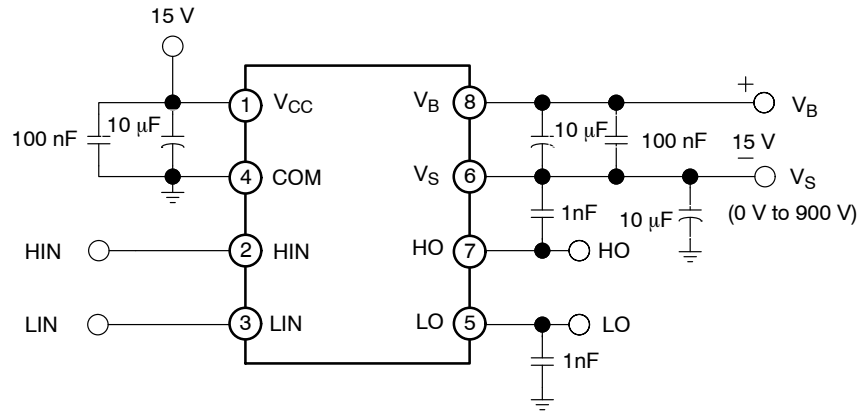 15 V
1 VCC
VB 8
+ VB
100 nF 10 μF
10 μF 100 nF 15 V
4 COM
VS 6
− VS
(0 V to 900 V)
1nF 10 μF
HIN 2 HIN
HO 7 HO
LIN 3 LIN
LO 5 LO
1nF